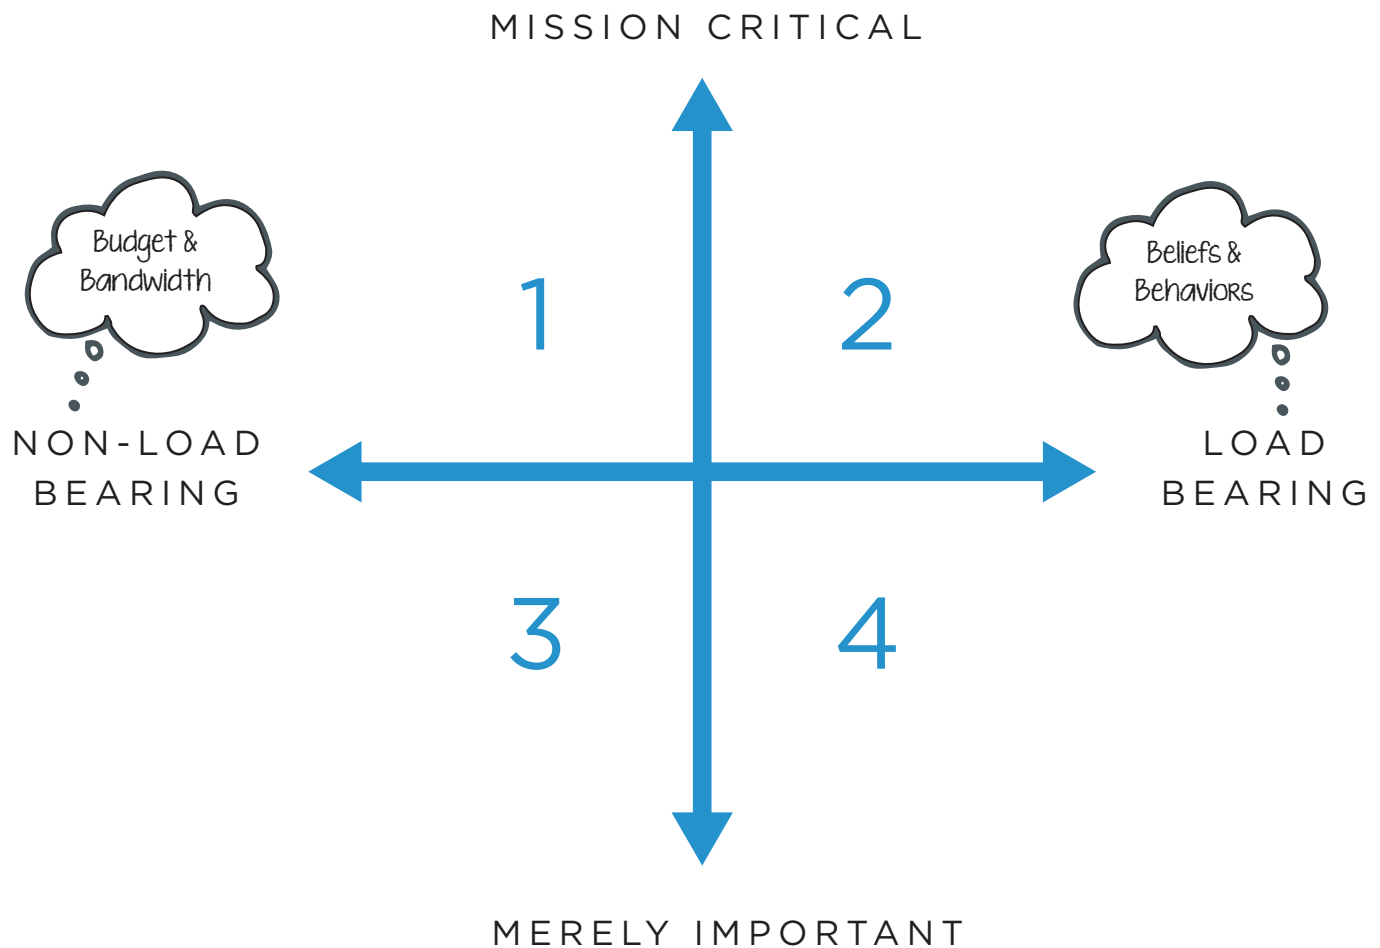 MISSION CRITICAL
Budget &
Bandwidth
Beliefs &
Behaviors
1
2
NON-LOAD
BEARING
LOAD
BEARING
3
4
MERELY IMPORTANT